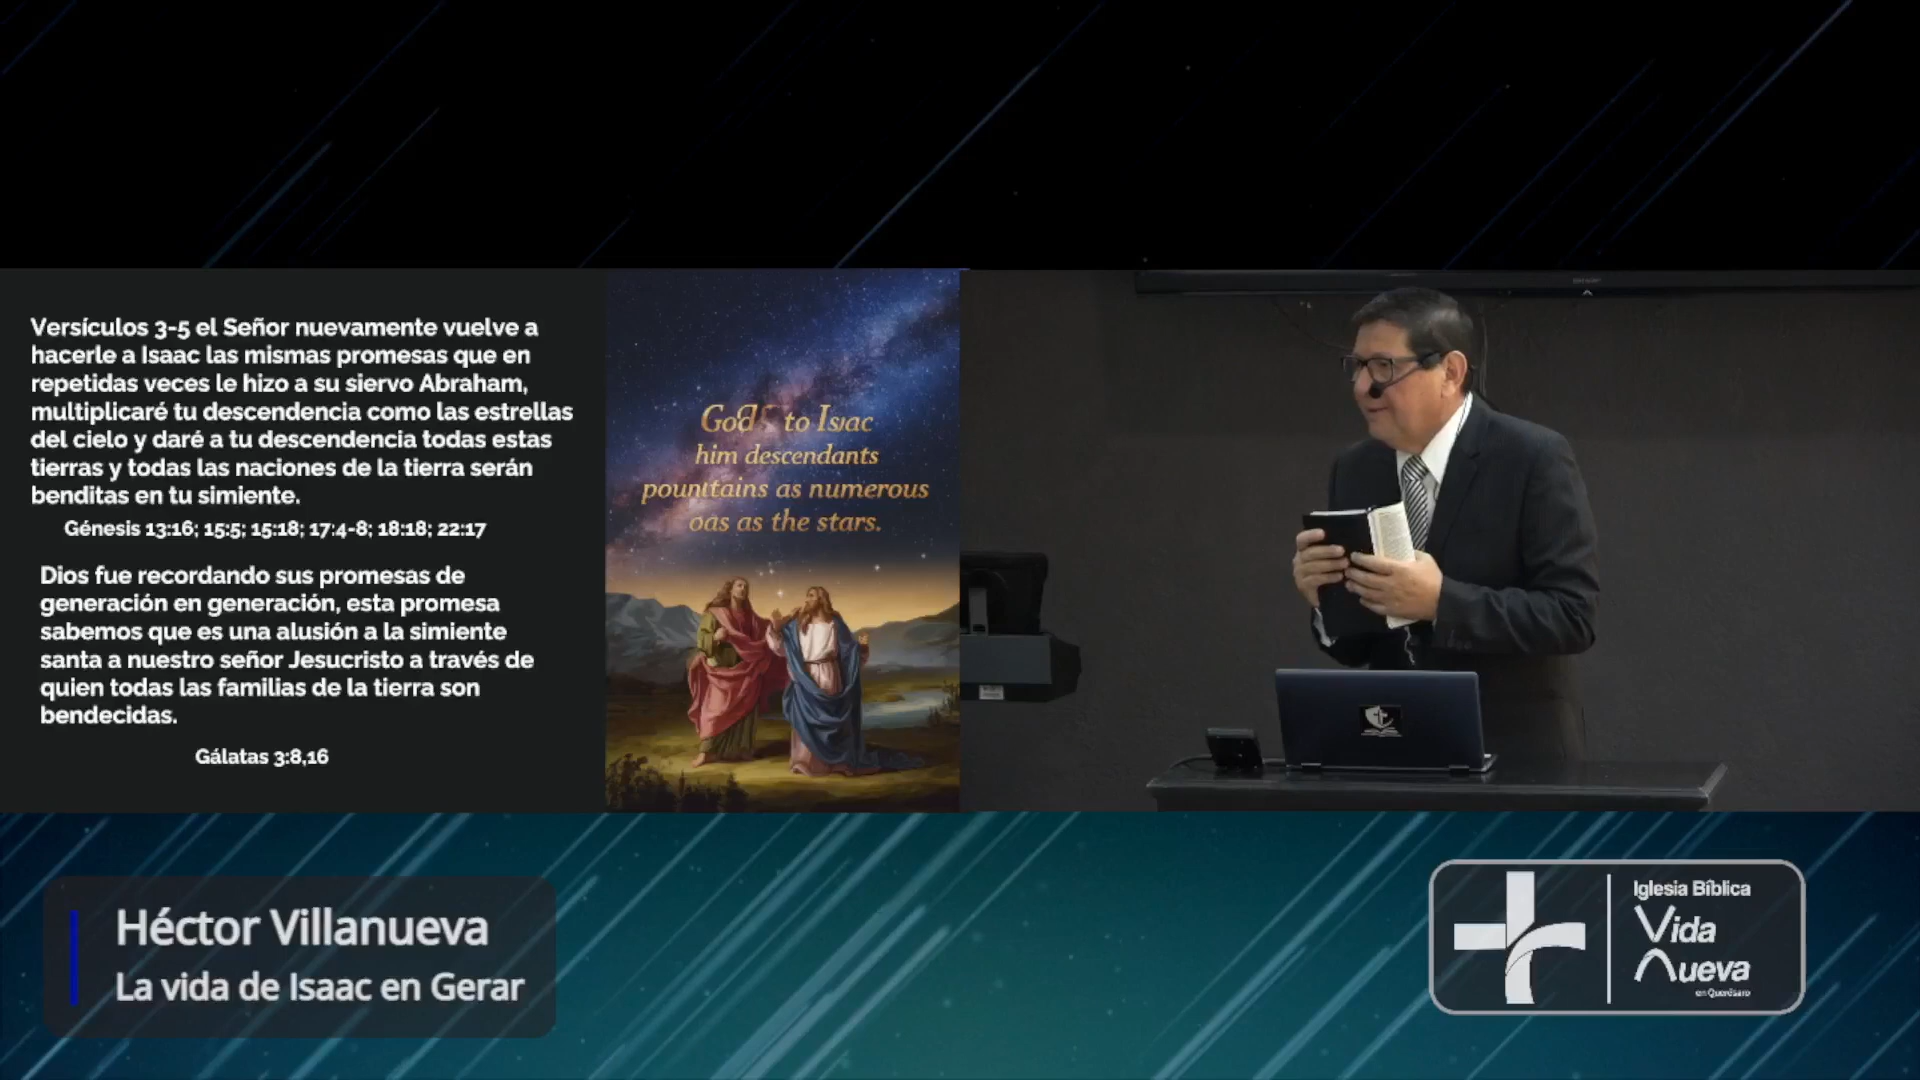 Versículos 3-5 el Señor nuevamente vuelve a
hacerle a Isaac las mismas promesas que en
repetidas veces le hizo a su siervo Abraham,
multiplicaré tu descendencia como las estrellas
del cielo y daré a tu descendencia todas estas
tierras y todas las naciones de la tierra serán
benditas en tu simiente.
Génesis 13:16; 15:5; 15:18; 17:4-8; 18:18; 22:17
Dios fue recordando sus promesas de
generación en generación, esta promesa
sabemos que es una alusión a la simiente
santa a nuestro señor Jesucristo a través de
quien todas las familias de la tierra son
bendecidas.
Gálatas 3:8,16
to Isac
him descendants
pountains as numerous
oas as the stars.
Héctor Villanueva
La vida de Isaac en Gerar
Iglesia Bíblica
Vida
Nueva
en Querétaro